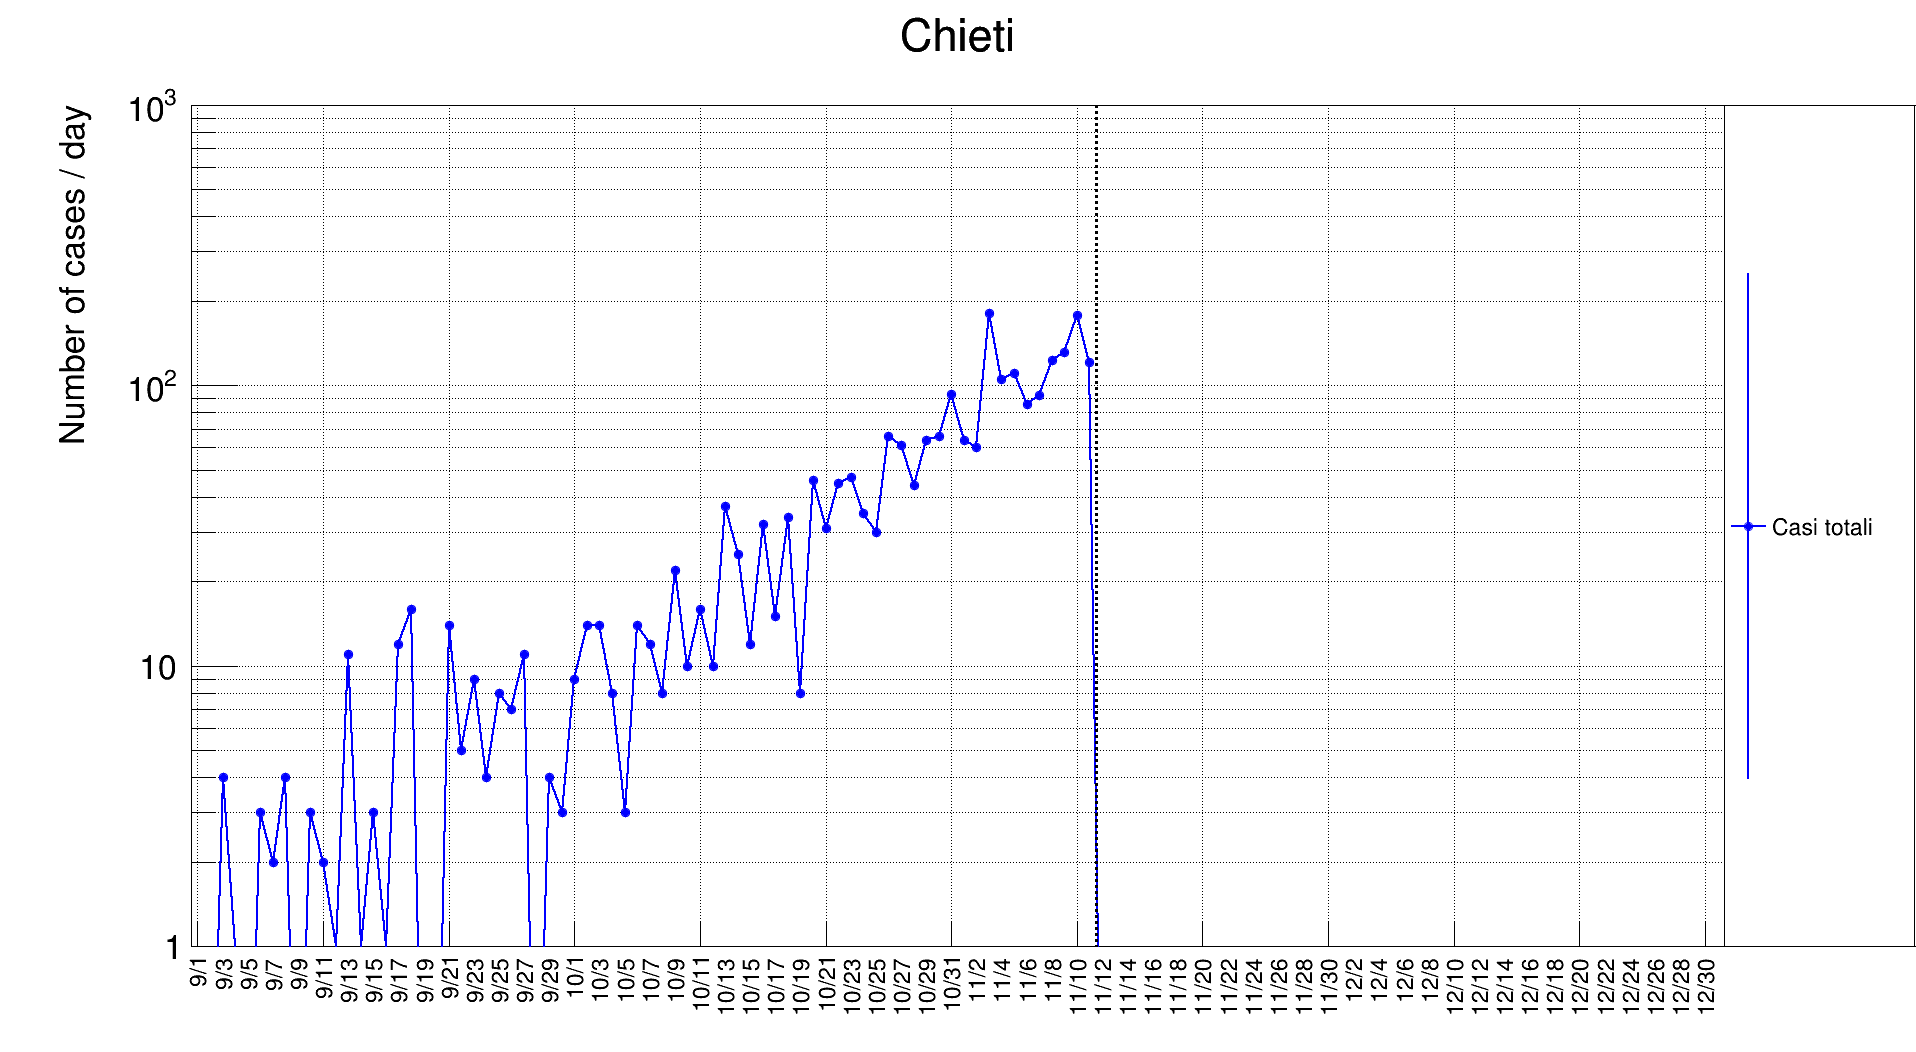 Chieti
Number of cases / day
10³
10²
10
1
9/1 9/3 9/5 9/7 9/9 9/11 9/13 9/15 9/17 9/19 9/21 9/23 9/25 9/27 9/29 10/1 10/3 10/5 10/7 10/9 10/11 10/13 10/15 10/17 10/19 10/21 10/23 10/25 10/27 10/29 10/31 11/2 11/4 11/6 11/8 11/10 11/12 11/14 11/16 11/18 11/20 11/22 11/24 11/26 11/28 11/30 12/2 12/4 12/6 12/8 12/10 12/12 12/14 12/16 12/18 12/20 12/22 12/24 12/26 12/28 12/30
Casi totali